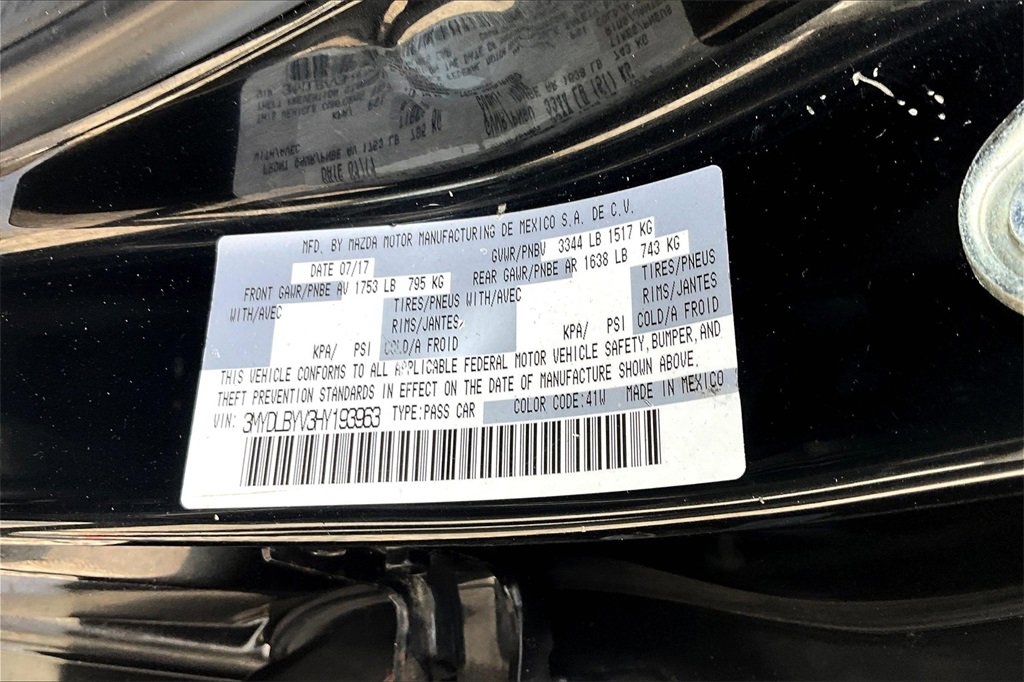 MFD. BY MAZDA MOTOR MANUFACTURING DE MEXICO S.A. DE C.V.
DATE 07/17 GVWR/PNBV 3344 LB 1517 KG
FRONT GAWR/PNBE AV 1753 LB 795 KG REAR GAWR/PNBE AR 1638 LB 743 KG
WITH/AVEC TIRES/PNEUS WITH/AVEC TIRES/PNEUS
RIMS/JANTES RIMS/JANTES
KPA/ PSI COLD/A FROID KPA/ PSI COLD/A FROID
THIS VEHICLE CONFORMS TO ALL APPLICABLE FEDERAL MOTOR VEHICLE SAFETY, BUMPER, AND
THEFT PREVENTION STANDARDS IN EFFECT ON THE DATE OF MANUFACTURE SHOWN ABOVE.
VIN: 3MYDLBYV3HY193963 TYPE:PASS CAR COLOR CODE:41W MADE IN MEXICO